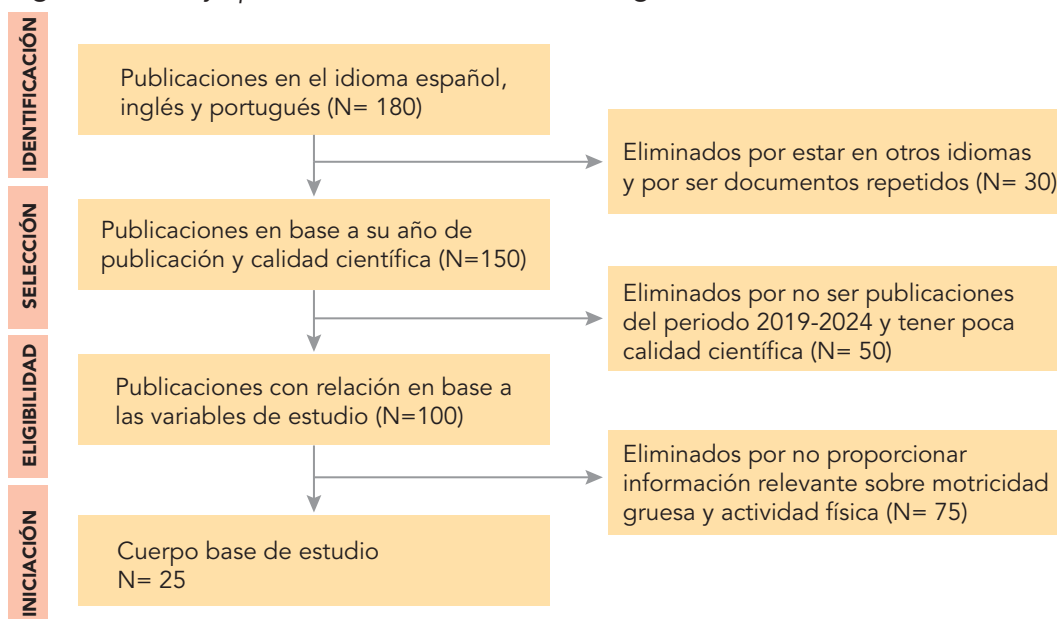 IDENTIFICACIÓN
Publicaciones en el idioma español,
inglés y portugués (N= 180)
Eliminados por estar en otros idiomas
y por ser documentos repetidos (N= 30)
SELECCIÓN
Publicaciones en base a su año de
publicación y calidad científica (N=150)
Eliminados por no ser publicaciones
del periodo 2019-2024 y tener poca
calidad científica (N= 50)
ELIGIBILIDAD
Publicaciones con relación en base a
las variables de estudio (N=100)
Eliminados por no proporcionar
información relevante sobre motricidad
gruesa y actividad física (N= 75)
INICIACIÓN
Cuerpo base de estudio
N= 25